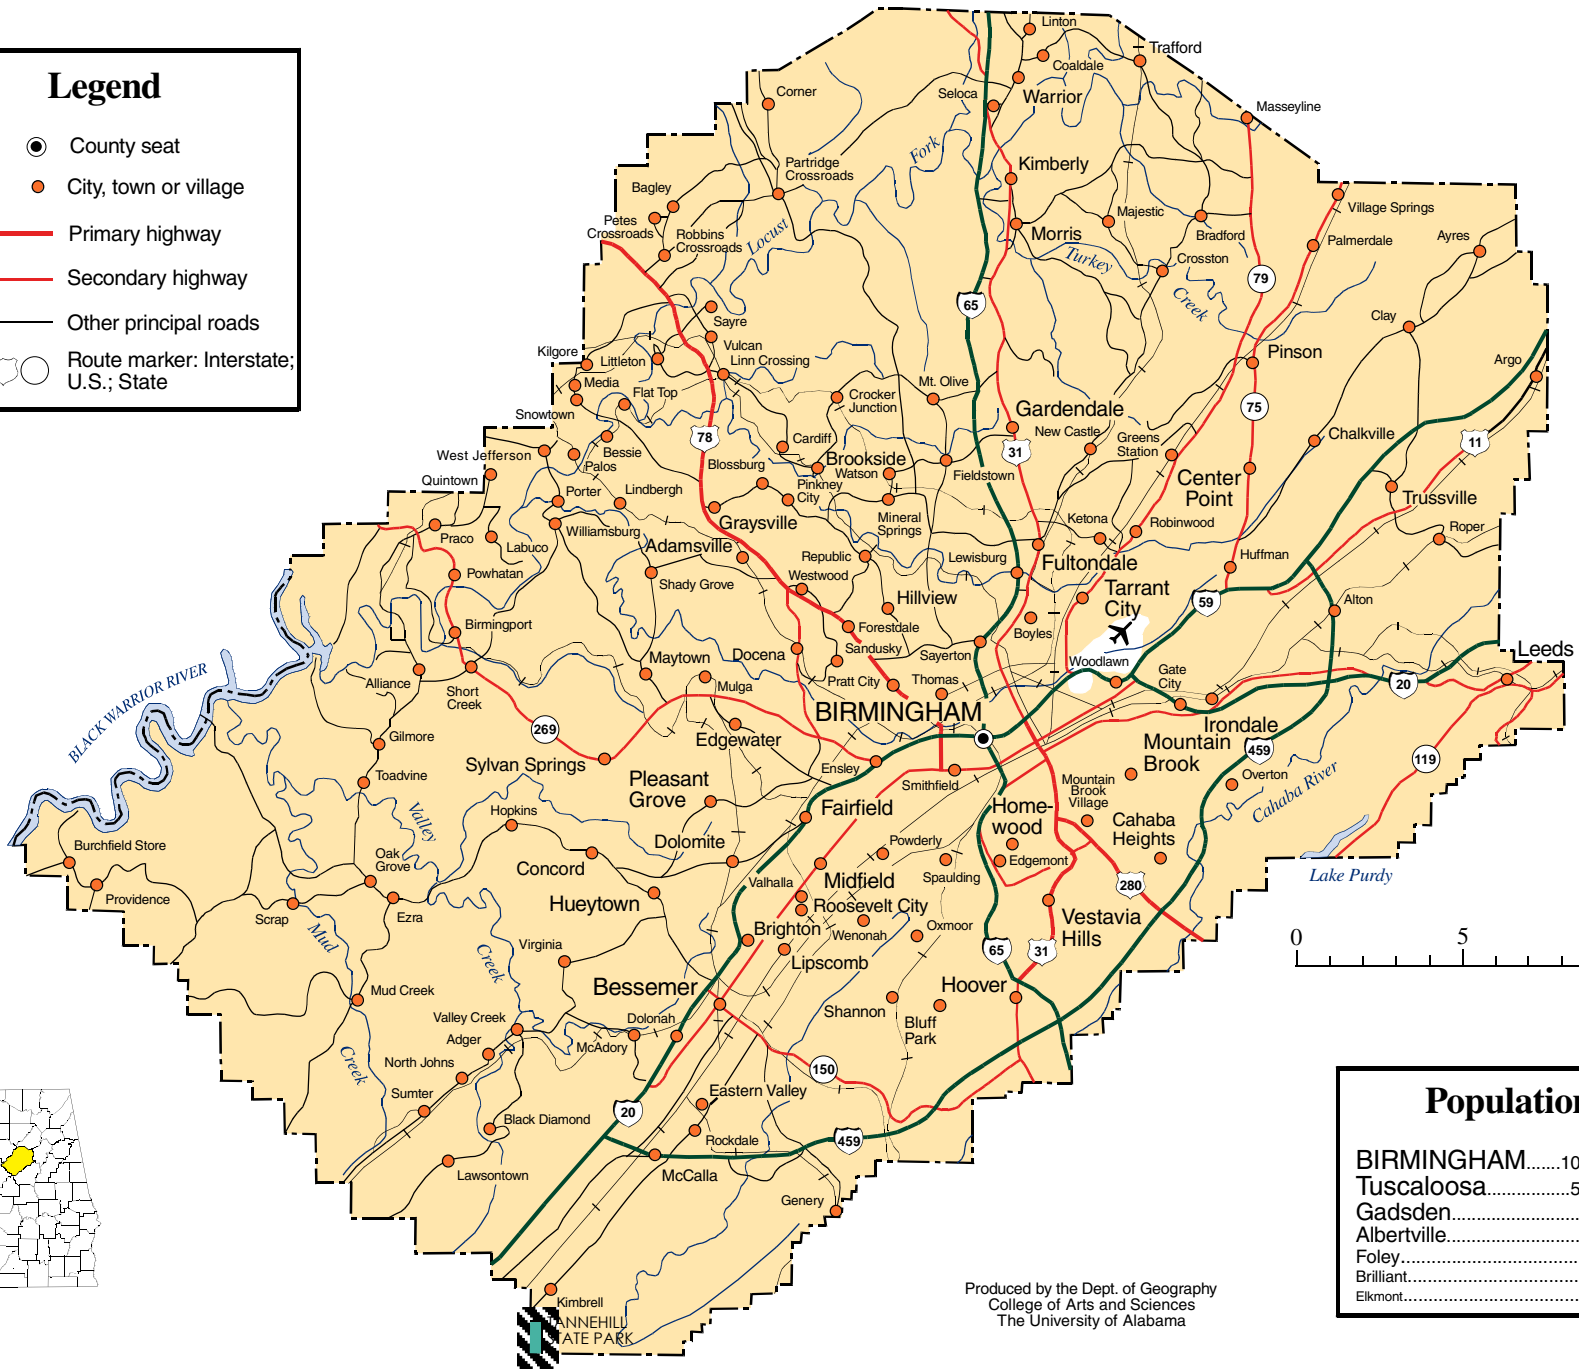 Legend
County seat
City, town or village
Primary highway
Secondary highway
Other principal roads
Route marker: Interstate;
U.S.; State
Linton
Trafford
Coaldale
Corner
Seloca
Warrior
Masseyline
Fork
Partridge
Crossroads
Kimberly
Bagley
Petes
Crossroads
Robbins
Crossroads
Locust
Majestic
Village Springs
Morris
Bradford
Palmerdale
Ayres
Turkey
Creek
Crosston
79
65
Sayre
Clay
Vulcan
Kilgore
Littleton
Linn Crossing
Pinson
Argo
Media
Flat Top
Mt. Olive
Crocker
Junction
Snowtown
Gardendale
75
New Castle
Greens
Station
Chalkville
11
78
31
Cardiff
West Jefferson
Bessie
Palos
Blossburg
Brookside
Watson
Fieldstown
Center
Point
Quintown
Porter
Lindbergh
Pinkney
City
Trussville
Graysville
Mineral
Springs
Ketona
Robinwood
Roper
Praco
Williamsburg
Labuco
Adamsville
Republic
Lewisburg
Fultondale
Huffman
Powhatan
Shady Grove
Westwood
Tarrant
City
59
Hillview
Alton
Birmingport
Forestdale
Boyles
Maytown
Docena
Sandusky
Sayerton
Woodlawn
Leeds
Alliance
Short
Creek
Mulga
Pratt City
Thomas
Gate
City
20
BLACK WARRIOR RIVER
BIRMINGHAM
Irondale
269
Gilmore
Edgewater
Mountain
Brook
459
Sylvan Springs
Ensley
119
Toadvine
Pleasant
Grove
Smithfield
Mountain
Brook
Village
Overton
Cahaba River
Valley
Hopkins
Fairfield
Home-
wood
Cahaba
Heights
Burchfield Store
Oak
Grove
Dolomite
Powderly
Edgemont
Lake Purdy
Concord
Valhalla
Midfield
Spaulding
280
Providence
Hueytown
Roosevelt City
Scrap
Ezra
Vestavia
Hills
Mud
Brighton
Wenonah
Oxmoor
0
5
Virginia
Creek
Lipscomb
65
31
Mud Creek
Bessemer
Shannon
Hoover
Valley Creek
Dolonah
Bluff
Park
Adger
McAdory
Creek
North Johns
150
Sumter
Eastern Valley
Black Diamond
20
Rockdale
459
Lawsontown
McCalla
Genery
Kimbrell
ANNEHILL
ATE PARK
Produced by the Dept. of Geography
College of Arts and Sciences
The University of Alabama
Population
BIRMINGHAM.......10
Tuscaloosa.................5
Gadsden
Albertville
Foley
Brilliant
Elkmont